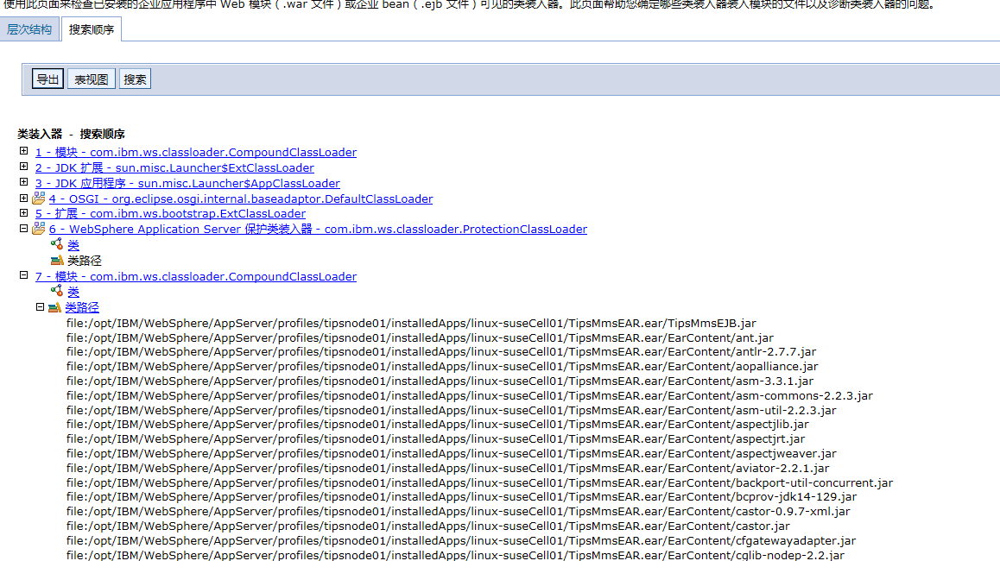 使用此页面来检查已安装的企业应用程序中 Web 模块（.war 文件）或企业 bean（.ejb 文件）可见的类装入器。此页面帮助您确定哪些类装入器装入模块的文件以及诊断类装入器的问题。
层次结构 搜索顺序
导出 表视图 搜索
类装入器 - 搜索顺序
1 - 模块 - com.ibm.ws.classloader.CompoundClassLoader
2 - JDK 扩展 - sun.misc.Launcher$ExtClassLoader
3 - JDK 应用程序 - sun.misc.Launcher$AppClassLoader
4 - OSGI - org.eclipse.osgi.internal.baseadaptor.DefaultClassLoader
5 - 扩展 - com.ibm.ws.bootstrap.ExtClassLoader
6 - WebSphere Application Server 保护类装入器 - com.ibm.ws.classloader.ProtectionClassLoader
类
类路径
7 - 模块 - com.ibm.ws.classloader.CompoundClassLoader
类
类路径
file:/opt/IBM/WebSphere/AppServer/profiles/tipsnode01/installedApps/linux-suseCell01/TipsMmsEAR.ear/TipsMmsEJB.jar
file:/opt/IBM/WebSphere/AppServer/profiles/tipsnode01/installedApps/linux-suseCell01/TipsMmsEAR.ear/EarContent/ant.jar
file:/opt/IBM/WebSphere/AppServer/profiles/tipsnode01/installedApps/linux-suseCell01/TipsMmsEAR.ear/EarContent/antlr-2.7.7.jar
file:/opt/IBM/WebSphere/AppServer/profiles/tipsnode01/installedApps/linux-suseCell01/TipsMmsEAR.ear/EarContent/aopalliance.jar
file:/opt/IBM/WebSphere/AppServer/profiles/tipsnode01/installedApps/linux-suseCell01/TipsMmsEAR.ear/EarContent/asm-3.3.1.jar
file:/opt/IBM/WebSphere/AppServer/profiles/tipsnode01/installedApps/linux-suseCell01/TipsMmsEAR.ear/EarContent/asm-commons-2.2.3.jar
file:/opt/IBM/WebSphere/AppServer/profiles/tipsnode01/installedApps/linux-suseCell01/TipsMmsEAR.ear/EarContent/asm-util-2.2.3.jar
file:/opt/IBM/WebSphere/AppServer/profiles/tipsnode01/installedApps/linux-suseCell01/TipsMmsEAR.ear/EarContent/aspectjlib.jar
file:/opt/IBM/WebSphere/AppServer/profiles/tipsnode01/installedApps/linux-suseCell01/TipsMmsEAR.ear/EarContent/aspectjrt.jar
file:/opt/IBM/WebSphere/AppServer/profiles/tipsnode01/installedApps/linux-suseCell01/TipsMmsEAR.ear/EarContent/aspectjweaver.jar
file:/opt/IBM/WebSphere/AppServer/profiles/tipsnode01/installedApps/linux-suseCell01/TipsMmsEAR.ear/EarContent/aviator-2.2.1.jar
file:/opt/IBM/WebSphere/AppServer/profiles/tipsnode01/installedApps/linux-suseCell01/TipsMmsEAR.ear/EarContent/backport-util-concurrent.jar
file:/opt/IBM/WebSphere/AppServer/profiles/tipsnode01/installedApps/linux-suseCell01/TipsMmsEAR.ear/EarContent/bcprov-jdk14-129.jar
file:/opt/IBM/WebSphere/AppServer/profiles/tipsnode01/installedApps/linux-suseCell01/TipsMmsEAR.ear/EarContent/castor-0.9.7-xml.jar
file:/opt/IBM/WebSphere/AppServer/profiles/tipsnode01/installedApps/linux-suseCell01/TipsMmsEAR.ear/EarContent/castor.jar
file:/opt/IBM/WebSphere/AppServer/profiles/tipsnode01/installedApps/linux-suseCell01/TipsMmsEAR.ear/EarContent/cfgatewayadapter.jar
file:/opt/IBM/WebSphere/AppServer/profiles/tipsnode01/installedApps/linux-suseCell01/TipsMmsEAR.ear/EarContent/cglib-nodep-2.2.jar